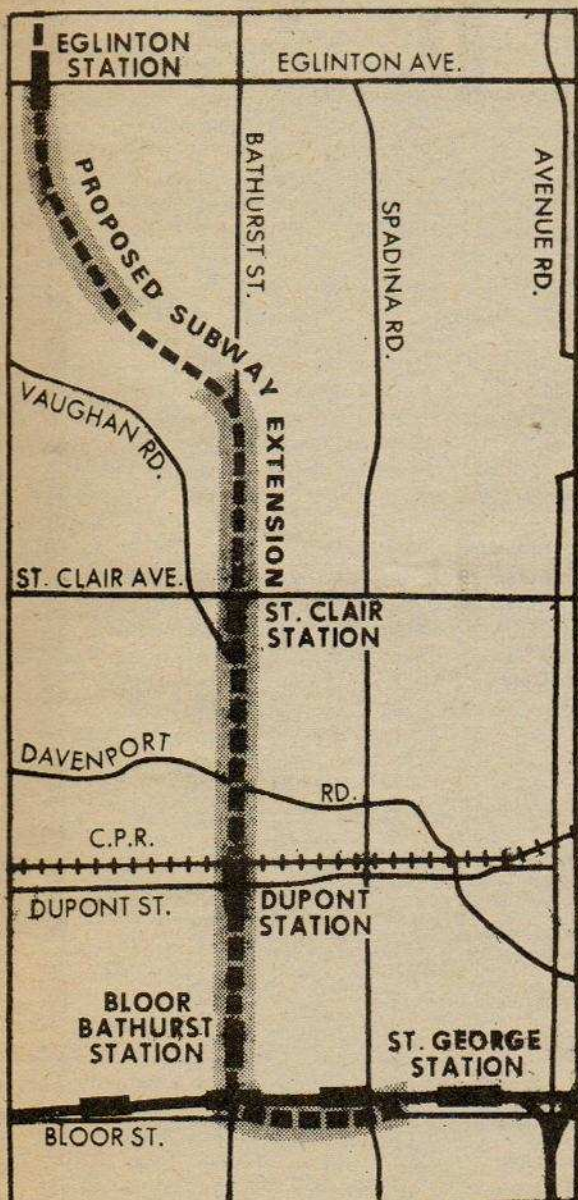 EGLINTON
STATION
EGLINTON AVE.
BATHURST ST.
SPADINA RD.
AVENUE RD.
PROPOSED SUBWAY EXTENSION
VAUGHAN RD.
ST. CLAIR AVE.
ST. CLAIR
STATION
DAVENPORT RD.
C.P.R.
DUPONT ST.
DUPONT
STATION
BLOOR
BATHURST
STATION
ST. GEORGE
STATION
BLOOR ST.